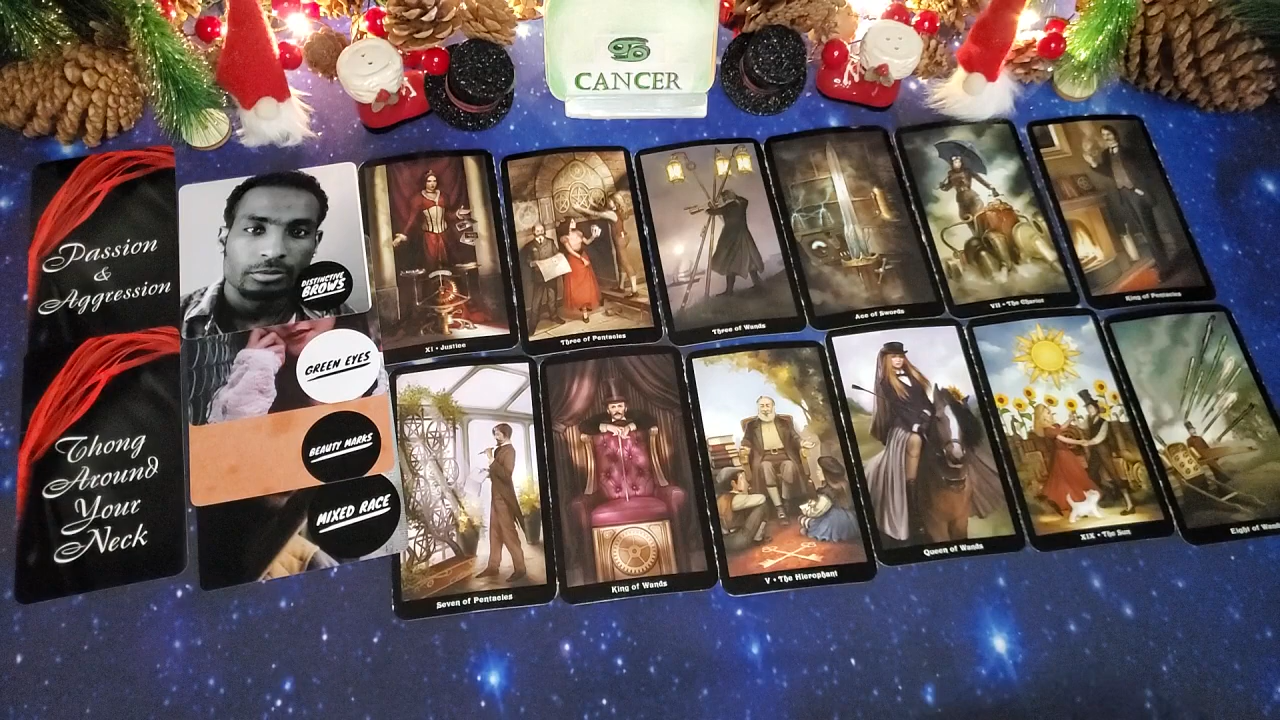 CANCER
Passion
&
Aggression
Thong
Around
Your
Neck
DISTINCTIVE
BROWS
GREEN EYES
BEAUTY MARKS
MIXED RACE
XI • Justice
Three of Pentacles
Three of Wands
Ace of Swords
VII • The Chariot
King of Pentacles
Seven of Pentacles
King of Wands
V • The Hierophant
Queen of Wands
XIX • The Sun
Eight of Wands